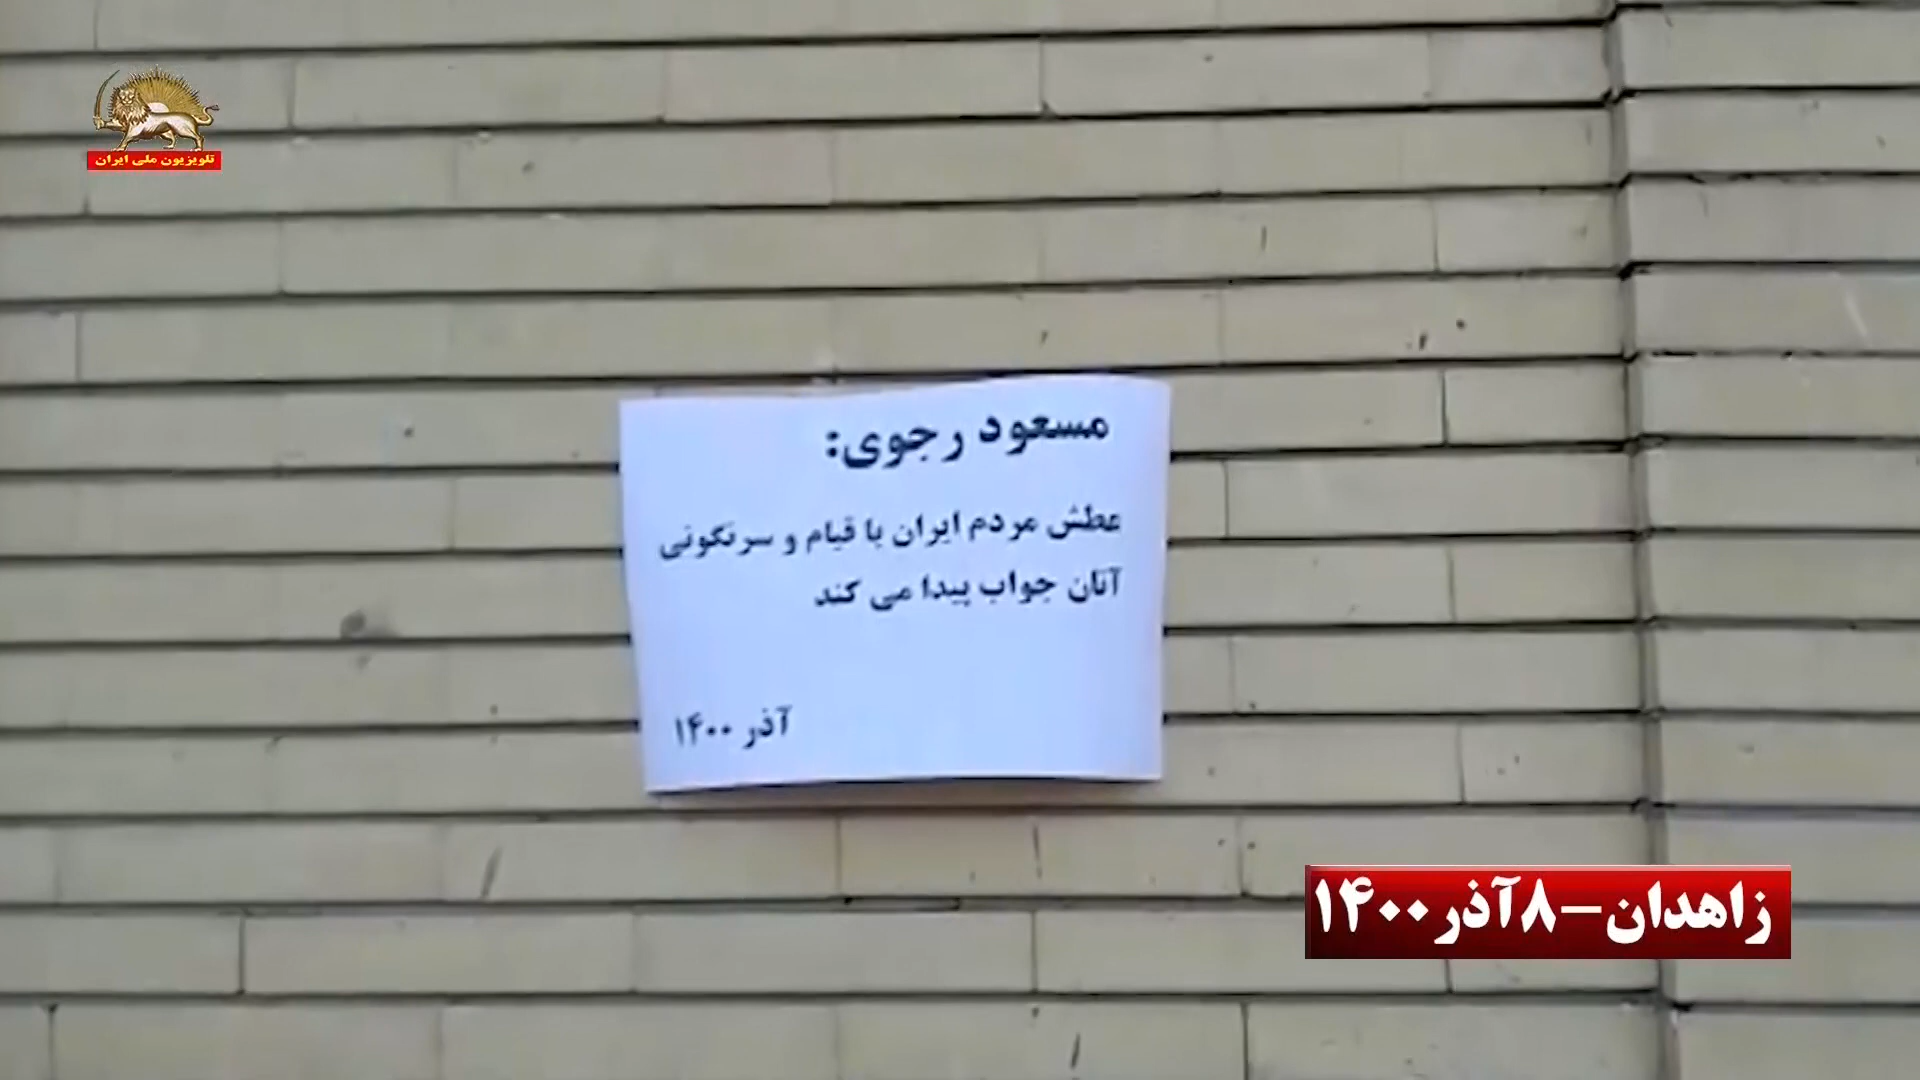 تلویزیون ملی ایران
مسعود رجوی:
عطش مردم ایران با قیام و سرنگونی
آنان جواب پیدا می کند
آذر ۱۴۰۰
زاهدان-۸آذر۱۴۰۰